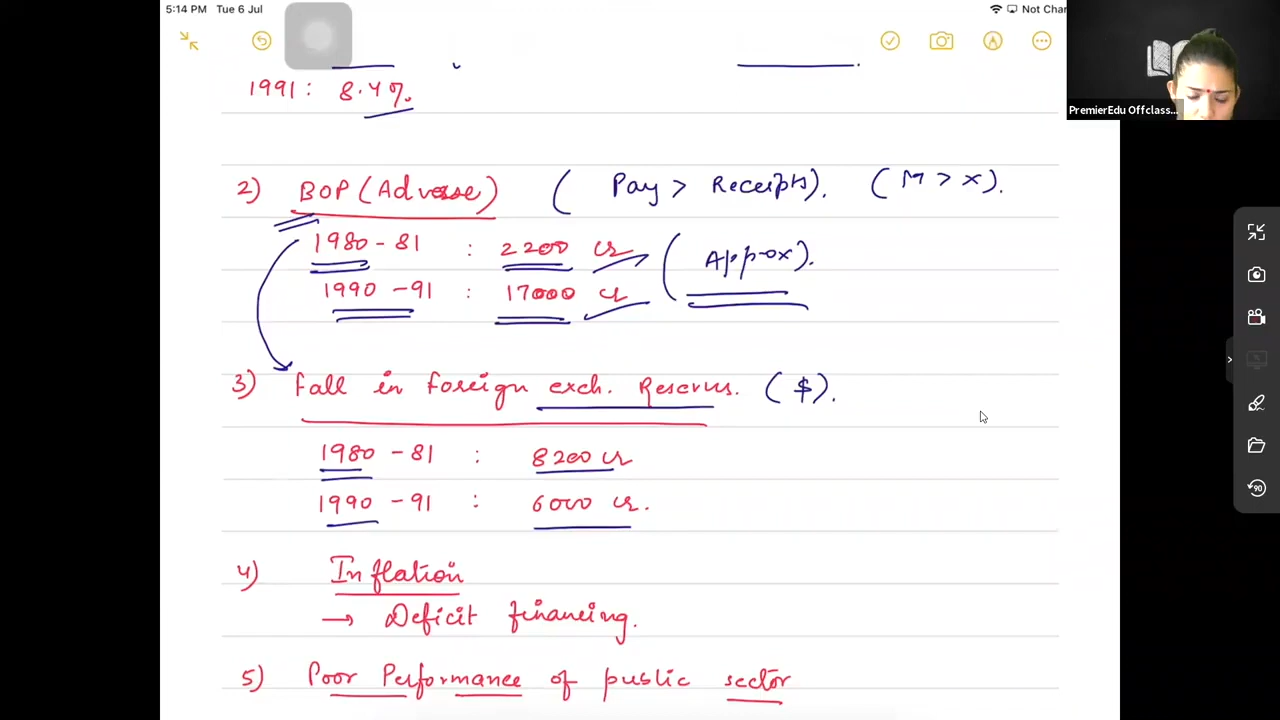 5:14 PM Tue 6 Jul
Not Char
1991 : 8.4%.
PremierEdu Offclass...
2) BOP (Adverse) ( Pay > Receipts). (M > X).
1980 - 81 : 2200 cr (Approx).
1990 - 91 : 17000 cr
3) Fall in foreign exch. Reserves. ($).
1980 - 81 : 8200 cr
1990 - 91 : 6000 cr.
4) Inflation
→ Deficit financing.
5) Poor Performance of public sector
90